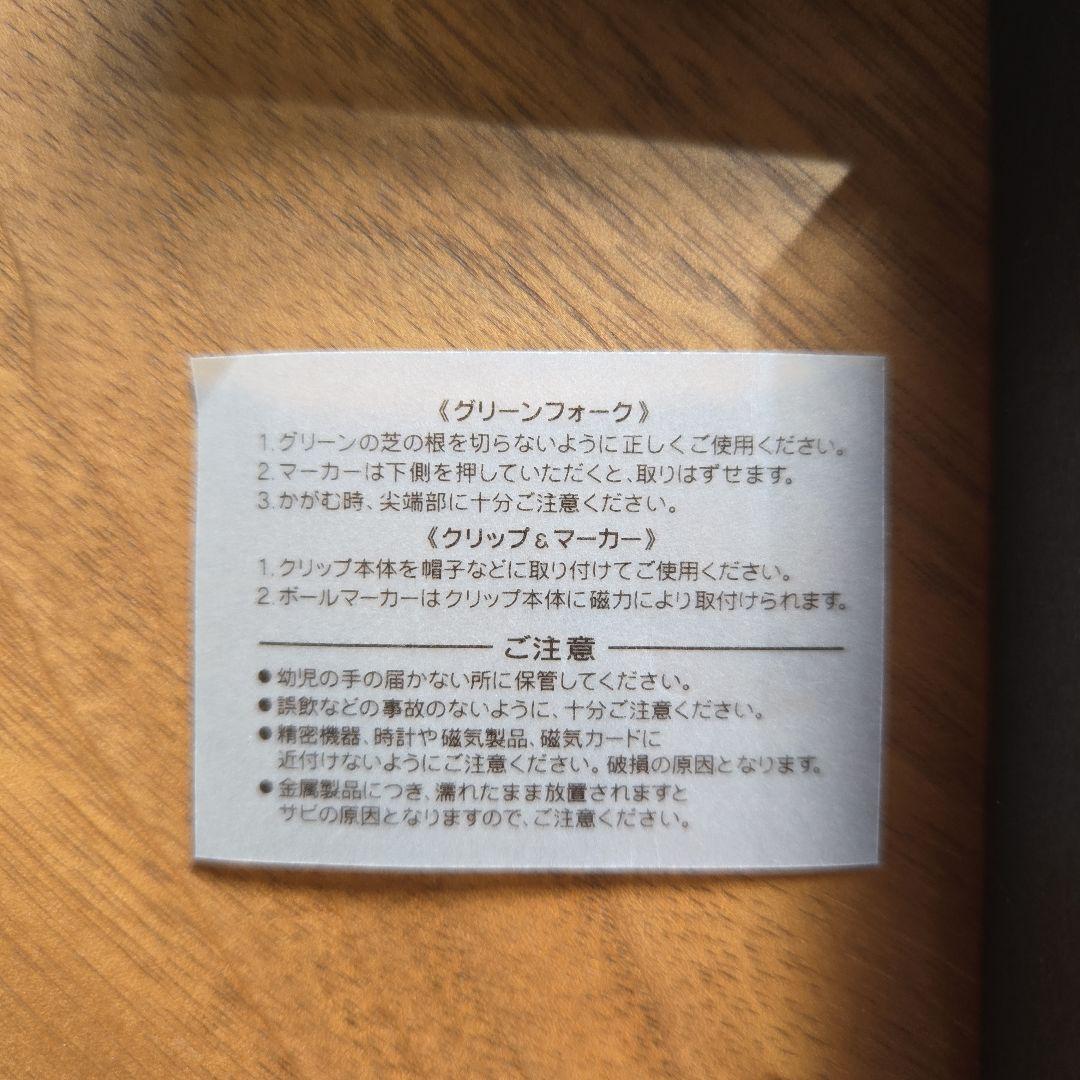 《グリーンフォーク》
1.グリーンの芝の根を切らないように正しくご使用ください。
2.マーカーは下側を押していただくと、取りはずせます。
3.かがむ時、尖端部に十分ご注意ください。
《クリップ&マーカー》
1.クリップ本体を帽子などに取り付けてご使用ください。
2.ボールマーカーはクリップ本体に磁力により取付けられます。
ご注意
●幼児の手の届かない所に保管してください。
●誤飲などの事故のないように、十分ご注意ください。
●精密機器、時計や磁気製品、磁気カードに
近付けないようにご注意ください。破損の原因となります。
●金属製品につき、濡れたまま放置されますと
サビの原因となりますので、ご注意ください。